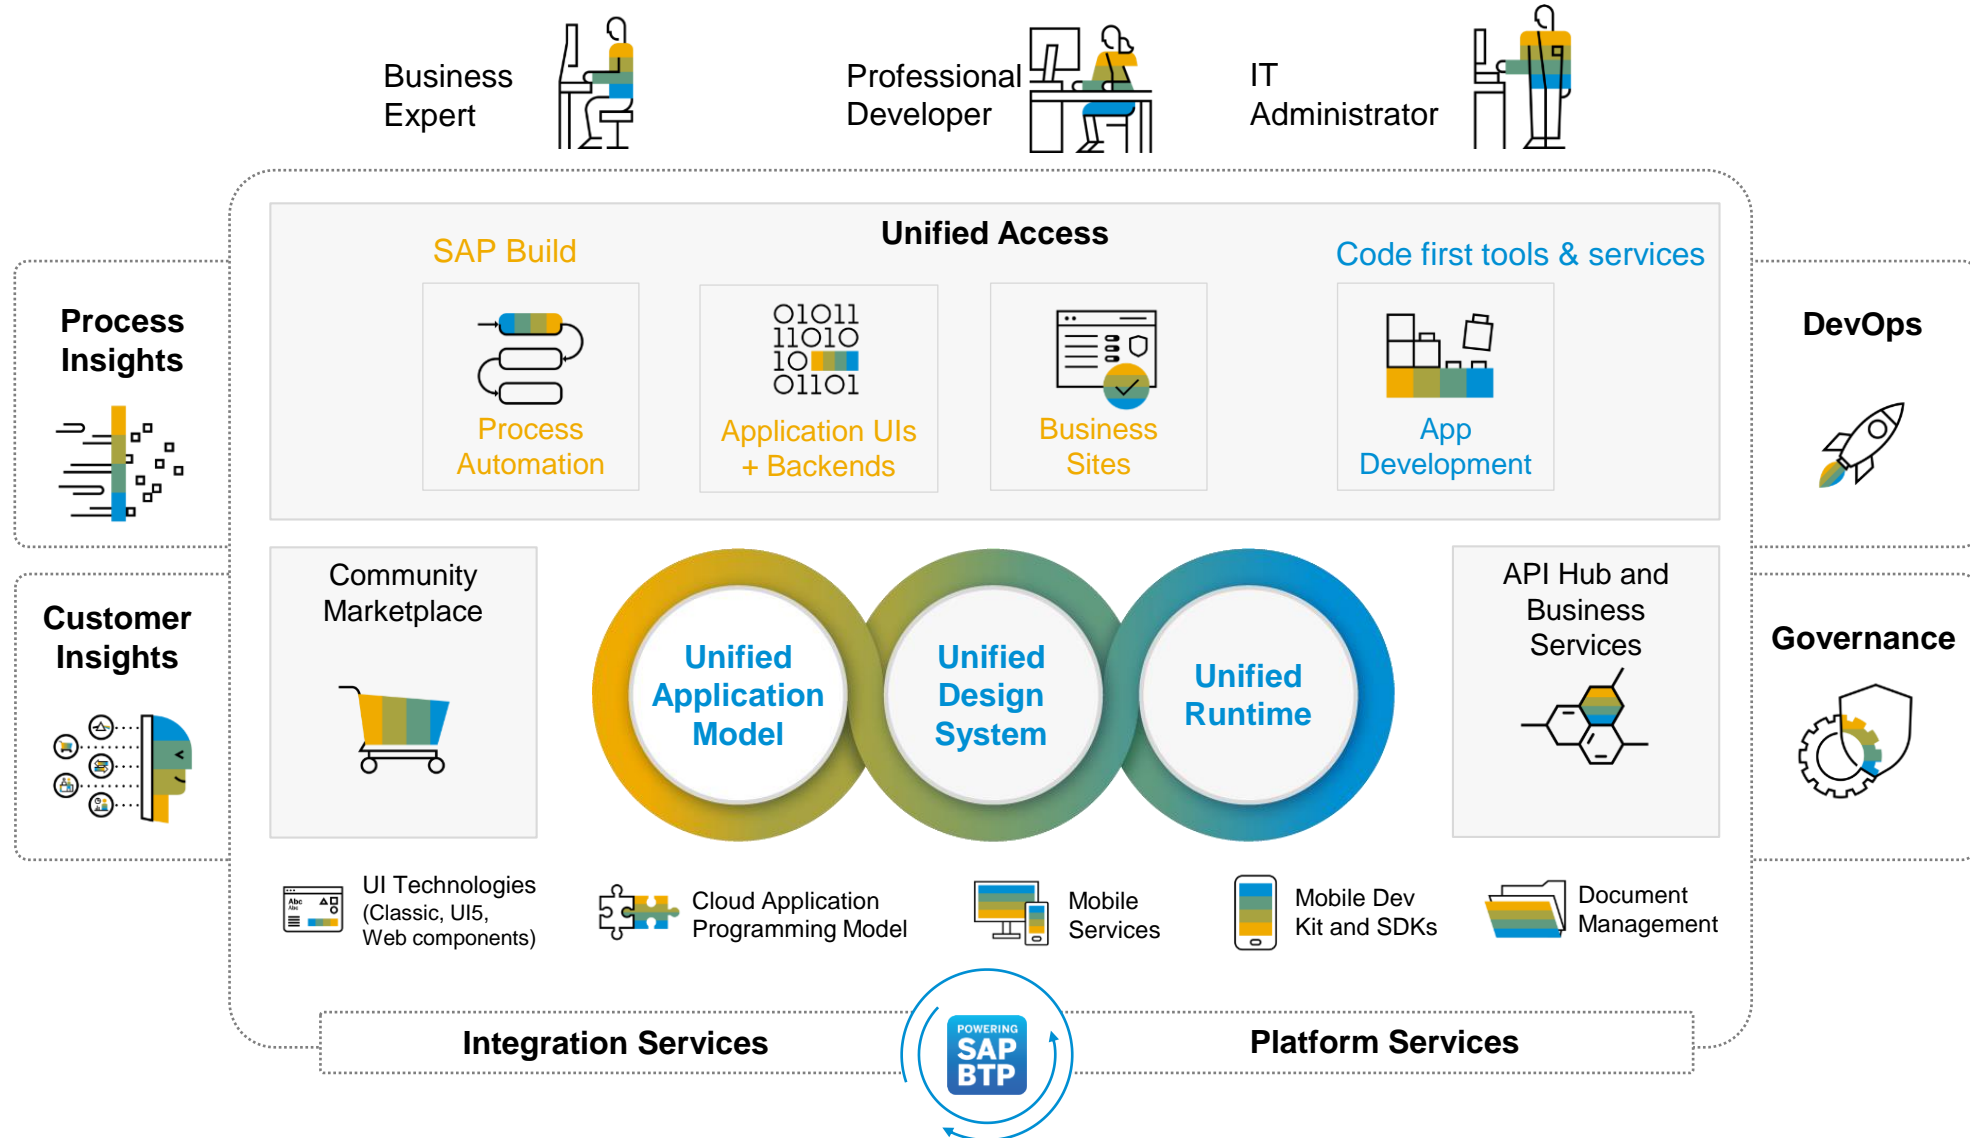 Business
Expert
Professional
Developer
IT
Administrator
Unified Access
SAP Build
Code first tools & services
Process
Automation
01011
11010
10
01101
Application UIs
+ Backends
Business
Sites
App
Development
Process
Insights
DevOps
Customer
Insights
Governance
Community
Marketplace
Unified
Application
Model
Unified
Design
System
Unified
Runtime
API Hub and
Business
Services
Abc
Abc
UI Technologies
(Classic, UI5,
Web components)
Cloud Application
Programming Model
Mobile
Services
Mobile Dev
Kit and SDKs
Document
Management
Integration Services
POWERING
SAP
BTP
Platform Services